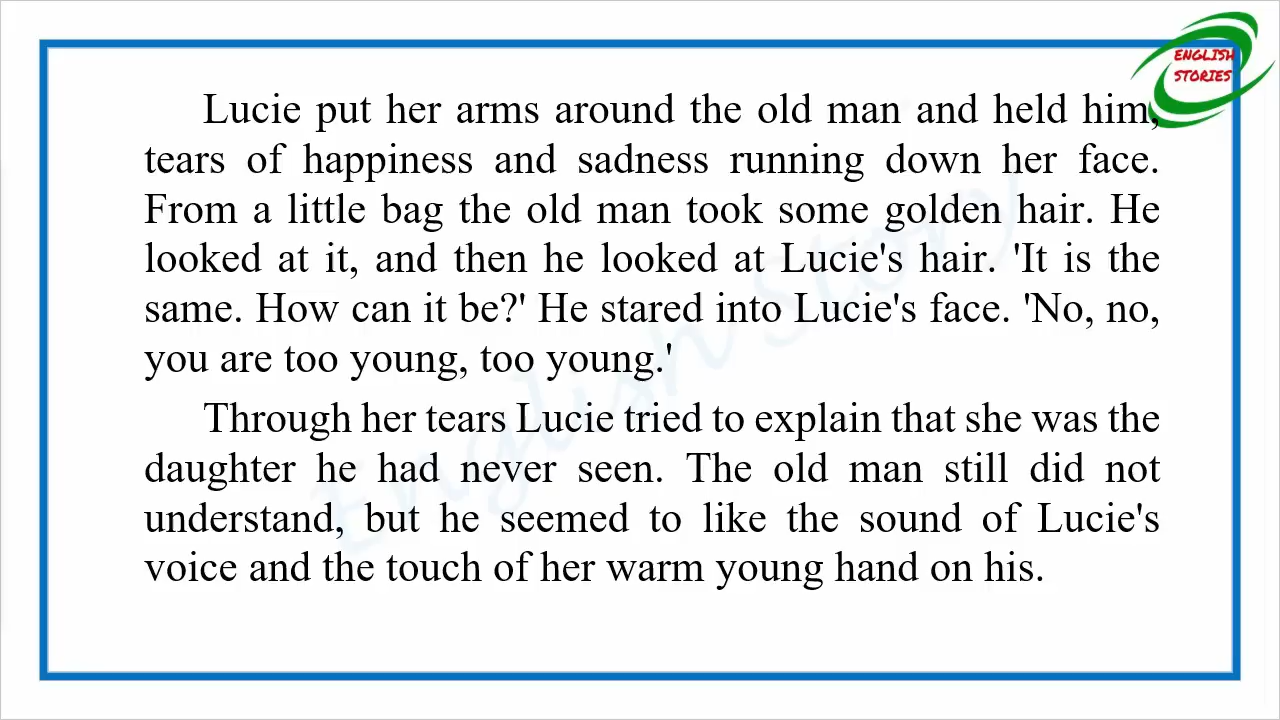 ENGLISH
STORIES
Lucie put her arms around the old man and held him,
tears of happiness and sadness running down her face.
From a little bag the old man took some golden hair. He
looked at it, and then he looked at Lucie's hair. 'It is the
same. How can it be?' He stared into Lucie's face. 'No, no,
you are too young, too young.'
Through her tears Lucie tried to explain that she was the
daughter he had never seen. The old man still did not
understand, but he seemed to like the sound of Lucie's
voice and the touch of her warm young hand on his.
English Story